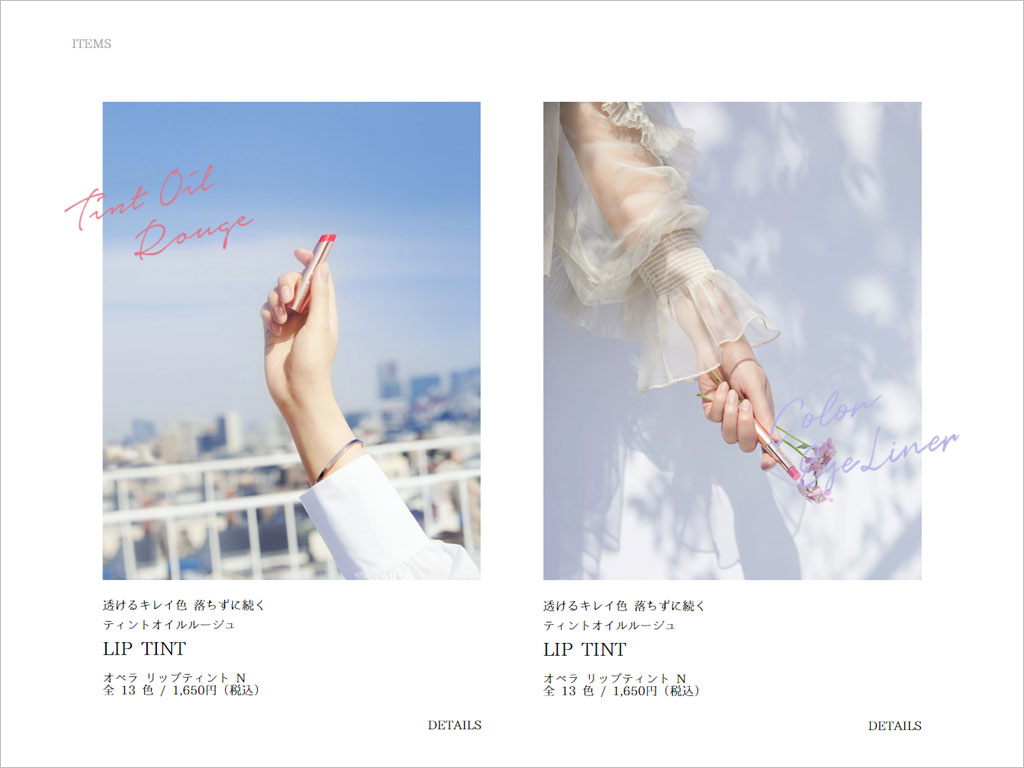 ITEMS
Tint Oil
Rouge
透けるキレイ色 落ちずに続く
ティントオイルルージュ
LIP TINT
オペラ リップティント N
全 13 色 / 1,650円（税込）
DETAILS
Color
EyeLiner
透けるキレイ色 落ちずに続く
ティントオイルルージュ
LIP TINT
オペラ リップティント N
全 13 色 / 1,650円（税込）
DETAILS